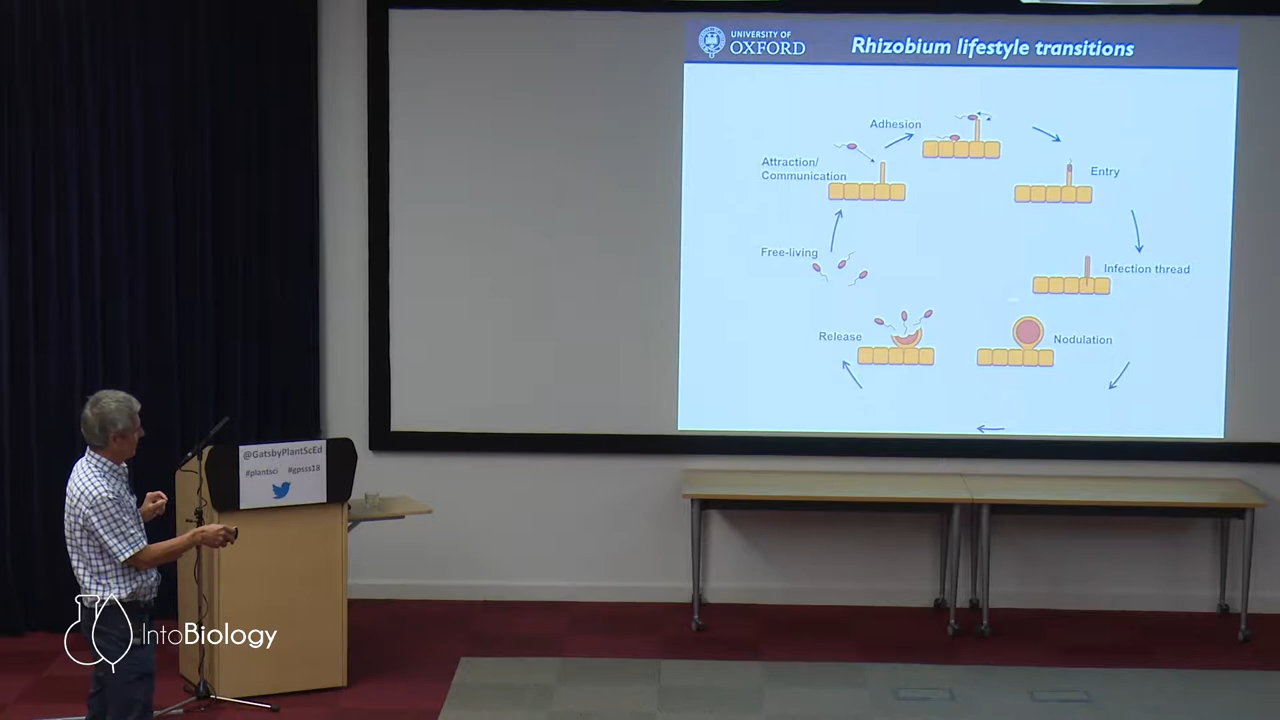 UNIVERSITY OF
OXFORD
Rhizobium lifestyle transitions
Adhesion
Attraction/
Communication
Entry
Free-living
Infection thread
Release
Nodulation
@GatsbyPlantScEd
#plantsci #gpsss18
IntoBiology